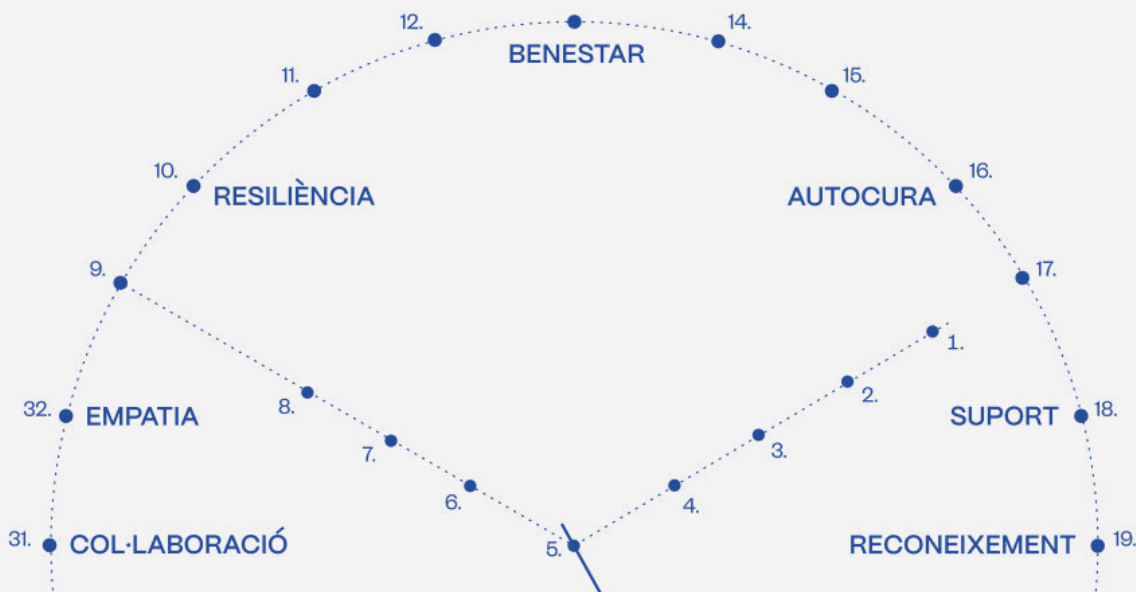 12.
14.
BENESTAR
11.
15.
10.
16.
RESILIÈNCIA
AUTOCURA
9.
17.
1.
8.
2.
32. EMPATIA
SUPORT 18.
7.
3.
6.
4.
31. COL·LABORACIÓ
5.
RECONEIXEMENT 19.